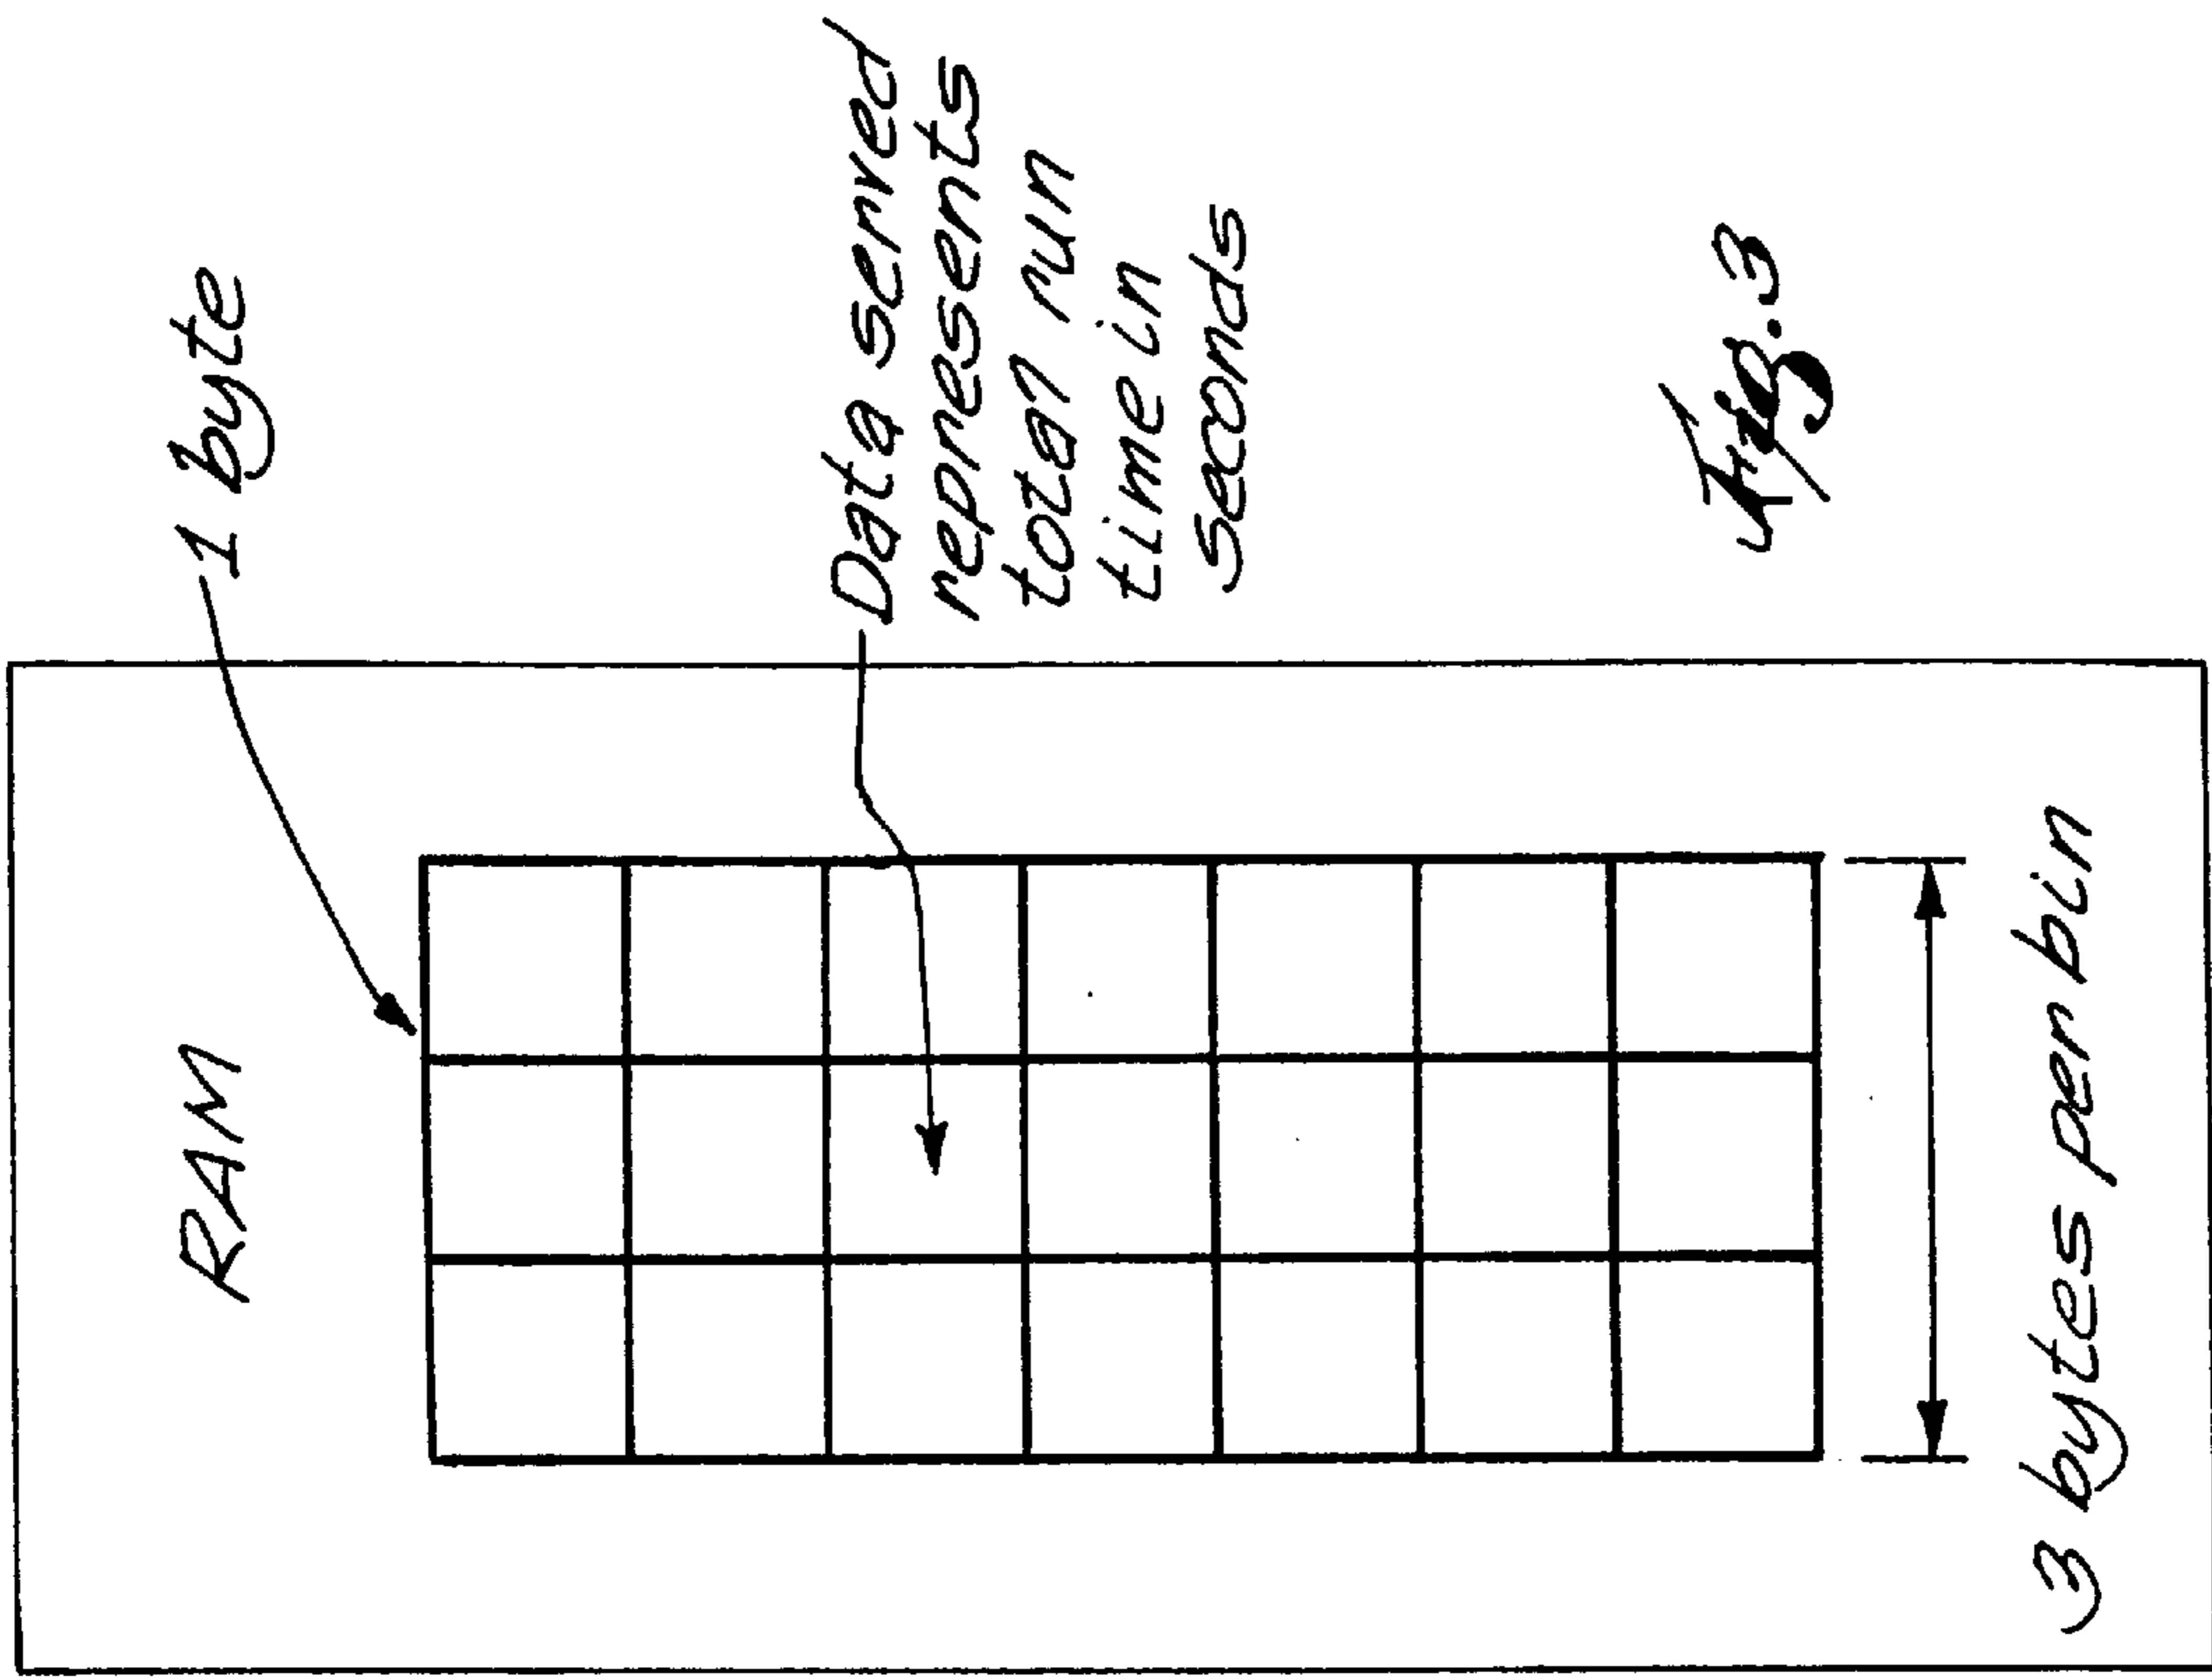 RAM
1 byte
Data served
represents
total run
time in
seconds
Fig. 3
3 bytes per bin